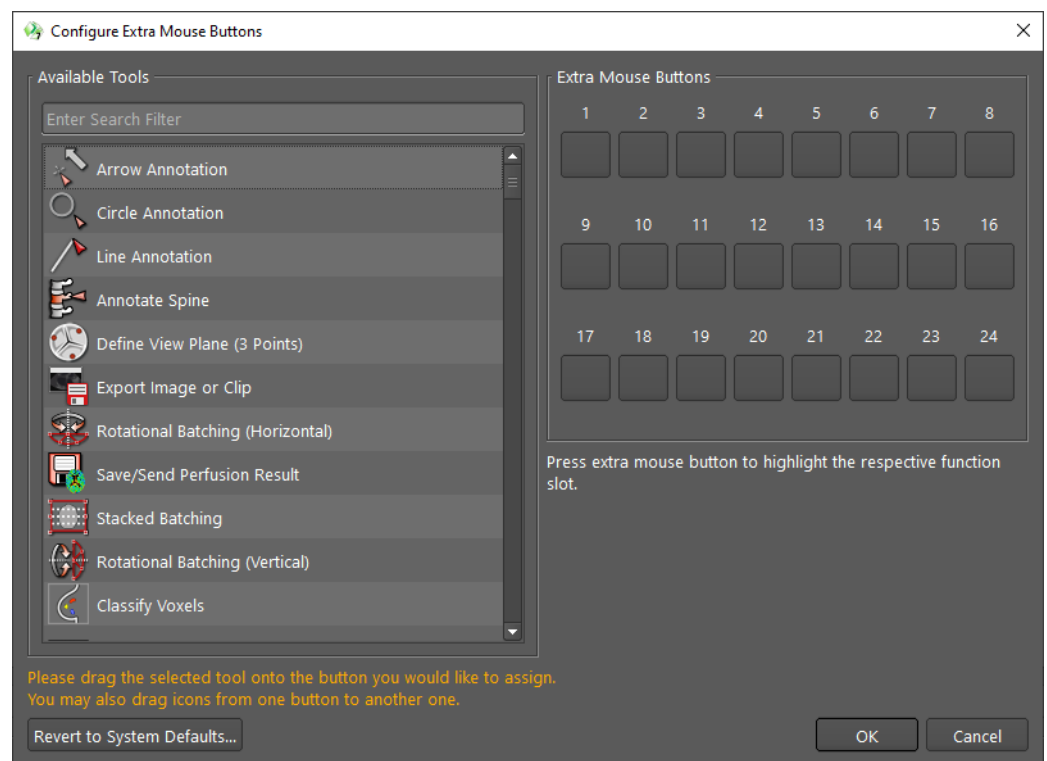 Configure Extra Mouse Buttons
Available Tools
Enter Search Filter
Arrow Annotation
Circle Annotation
Line Annotation
Annotate Spine
Define View Plane (3 Points)
Export Image or Clip
Rotational Batching (Horizontal)
Save/Send Perfusion Result
Stacked Batching
Rotational Batching (Vertical)
Classify Voxels
Extra Mouse Buttons
1 2 3 4 5 6 7 8
9 10 11 12 13 14 15 16
17 18 19 20 21 22 23 24
Press extra mouse button to highlight the respective function
slot.
Please drag the selected tool onto the button you would like to assign.
You may also drag icons from one button to another one.
Revert to System Defaults...
OK
Cancel